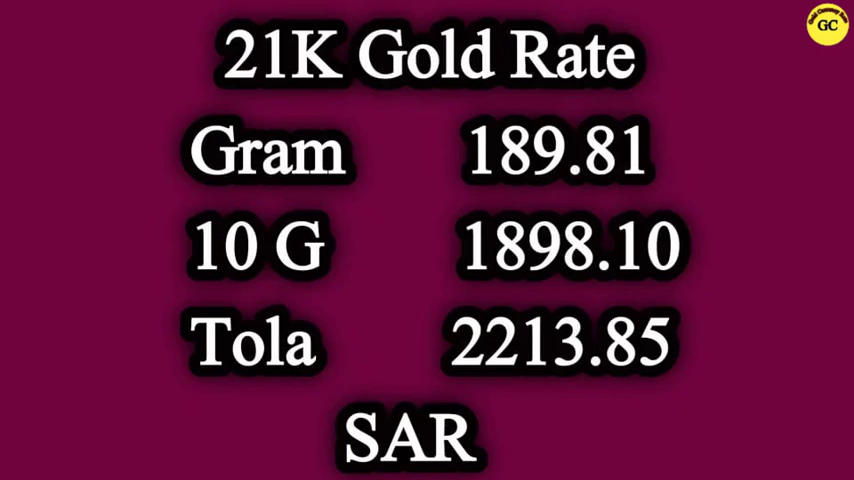 GC
21K Gold Rate
Gram 189.81
10 G 1898.10
Tola 2213.85
SAR